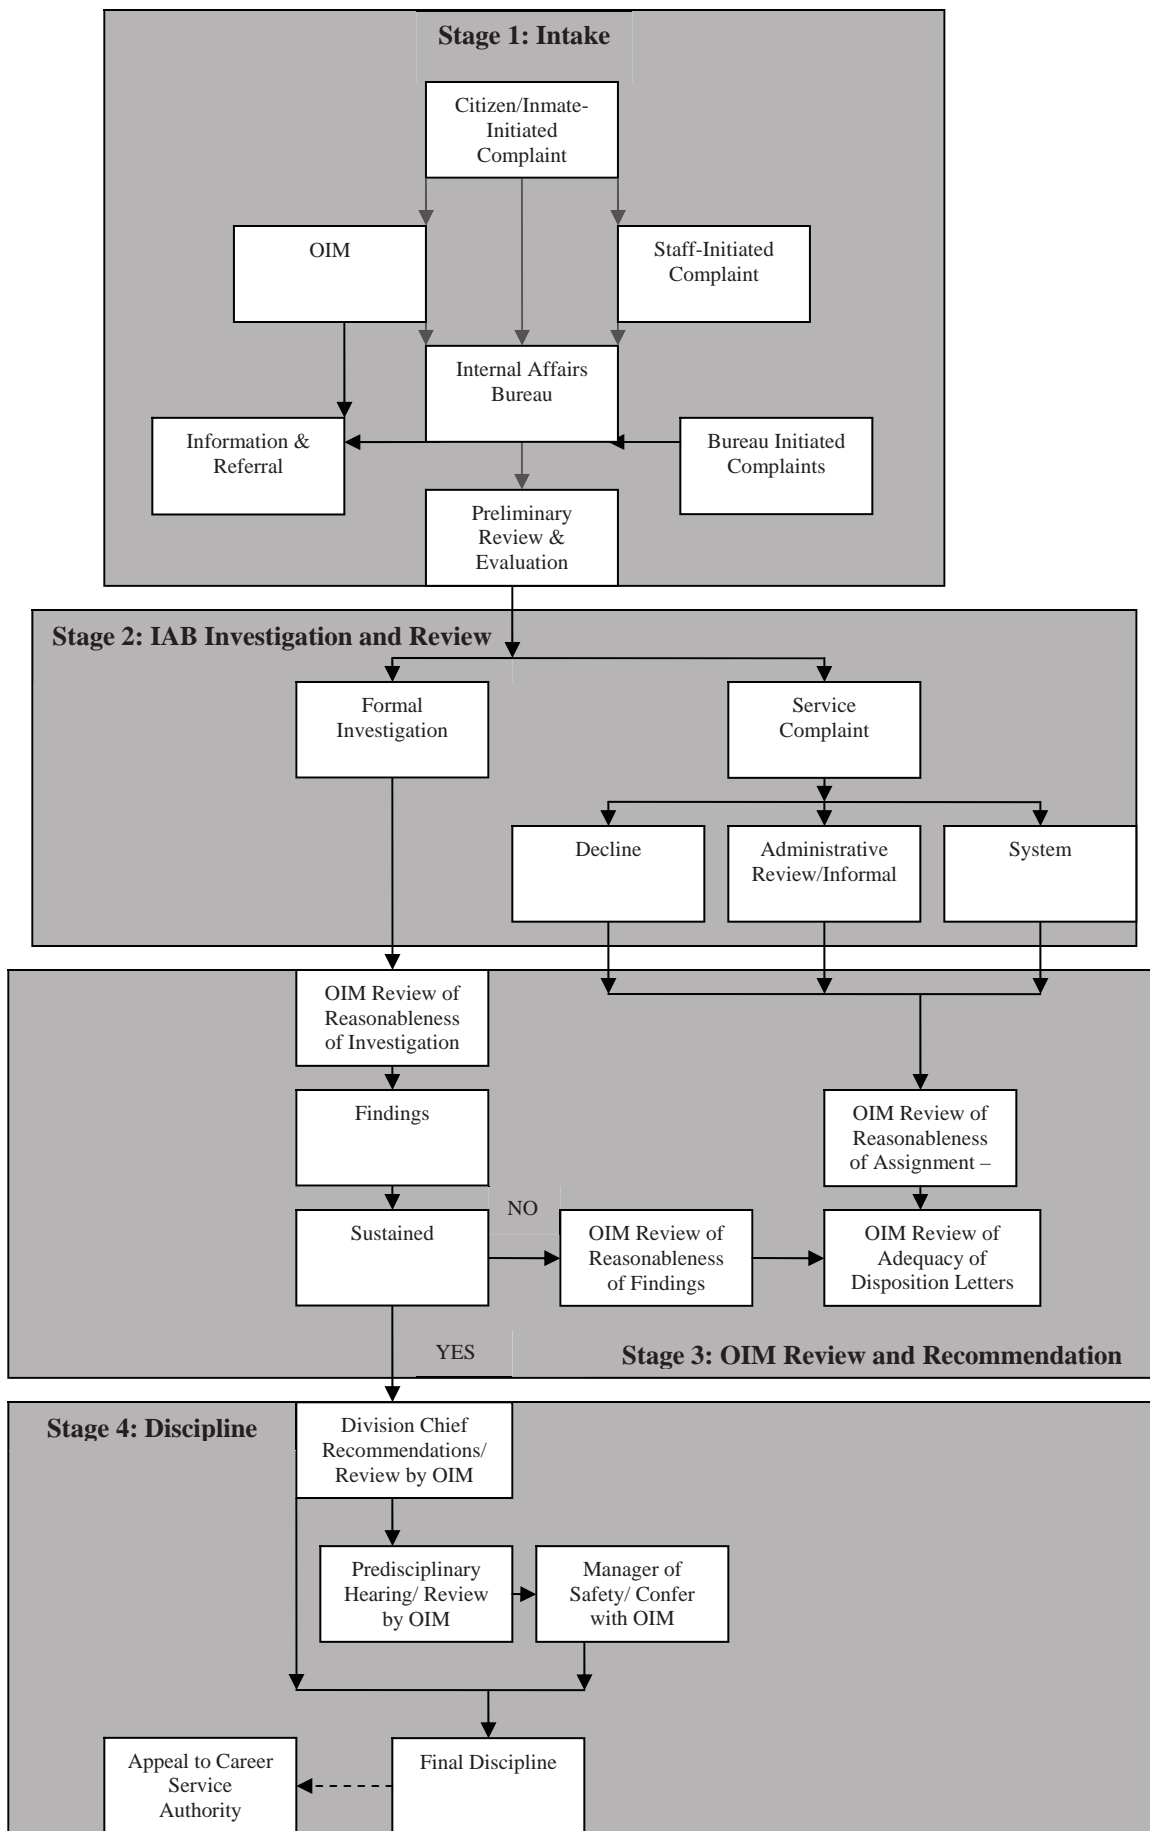 Stage 1: Intake
Citizen/Inmate-
Initiated
Complaint
OIM
Staff-Initiated
Complaint
Internal Affairs
Bureau
Information &
Referral
Bureau Initiated
Complaints
Preliminary
Review &
Evaluation
Stage 2: IAB Investigation and Review
Formal
Investigation
Service
Complaint
Decline
Administrative
Review/Informal
System
OIM Review of
Reasonableness
of Investigation
Findings
OIM Review of
Reasonableness
of Assignment –
Sustained
NO
OIM Review of
Reasonableness
of Findings
OIM Review of
Adequacy of
Disposition Letters
YES
Stage 3: OIM Review and Recommendation
Stage 4: Discipline
Division Chief
Recommendations/
Review by OIM
Predisciplinary
Hearing/ Review
by OIM
Manager of
Safety/ Confer
with OIM
Appeal to Career
Service
Authority
Final Discipline